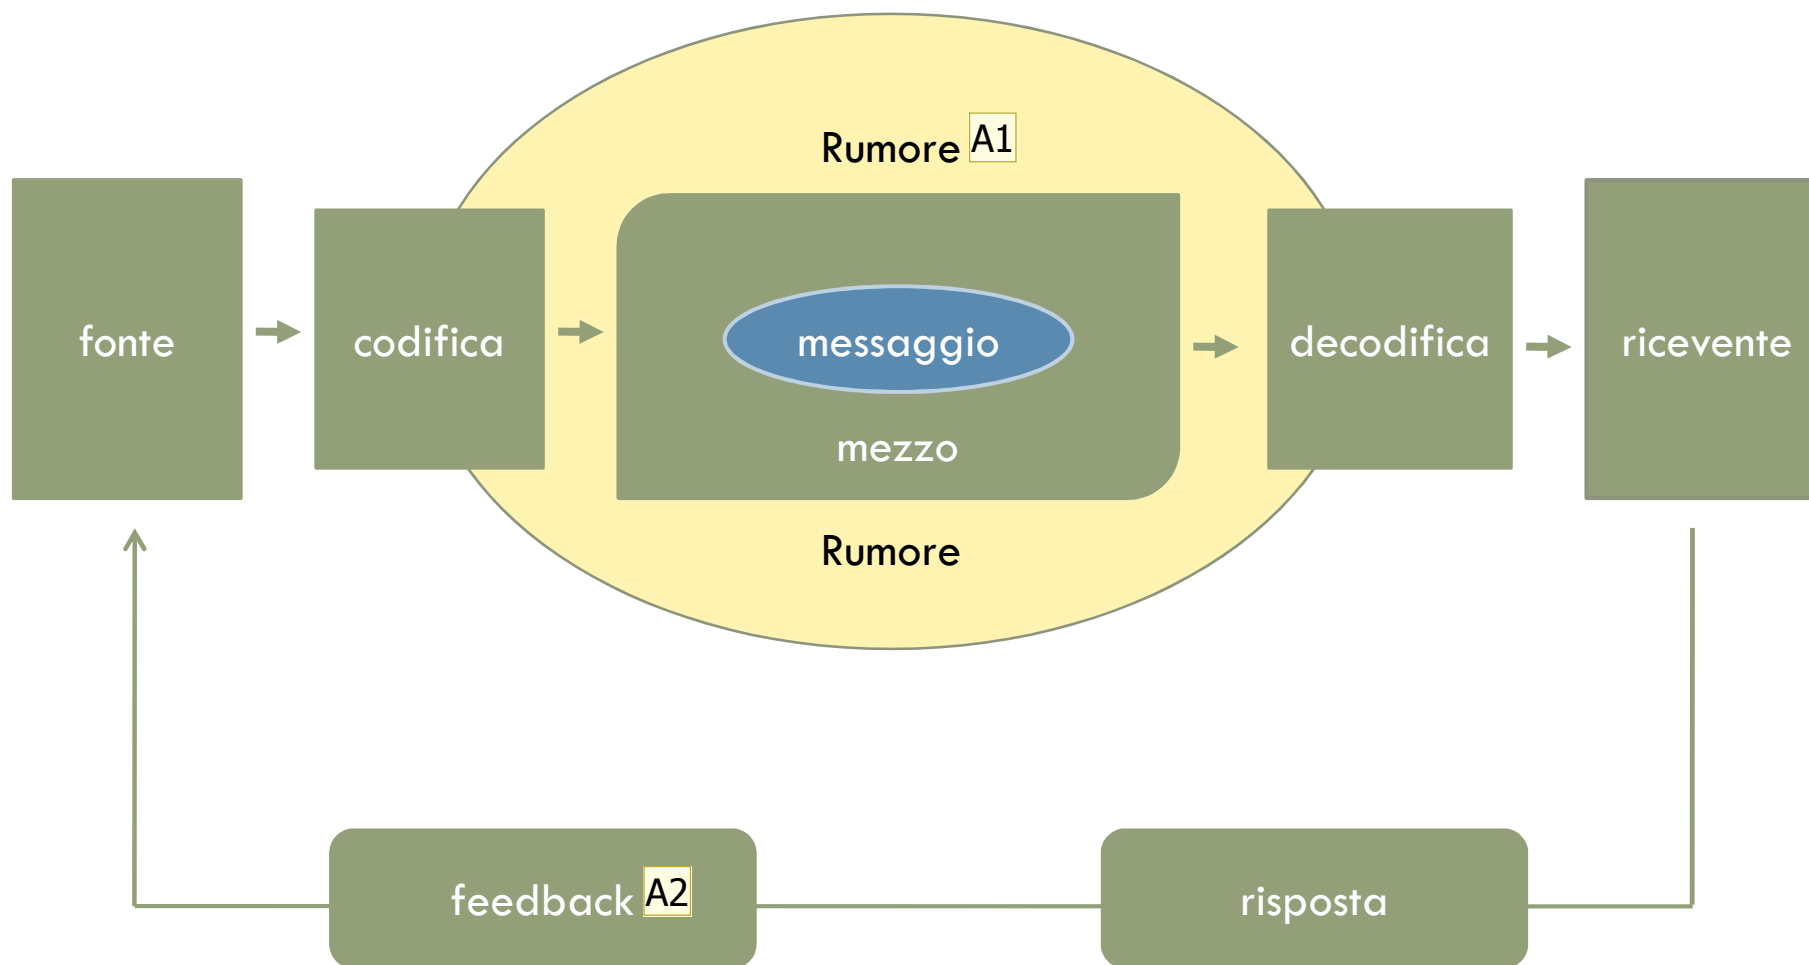 Rumore A1
fonte
codifica
messaggio
decodifica
ricevente
mezzo
Rumore
feedback A2
risposta